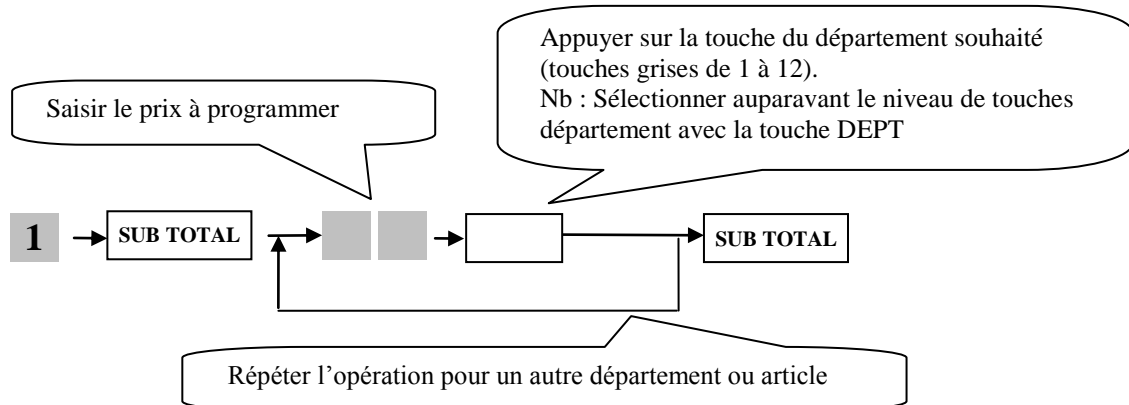 Appuyer sur la touche du département souhaité
(touches grises de 1 à 12).
Nb : Sélectionner auparavant le niveau de touches
département avec la touche DEPT
Saisir le prix à programmer
1
SUB TOTAL
SUB TOTAL
Répéter l’opération pour un autre département ou article